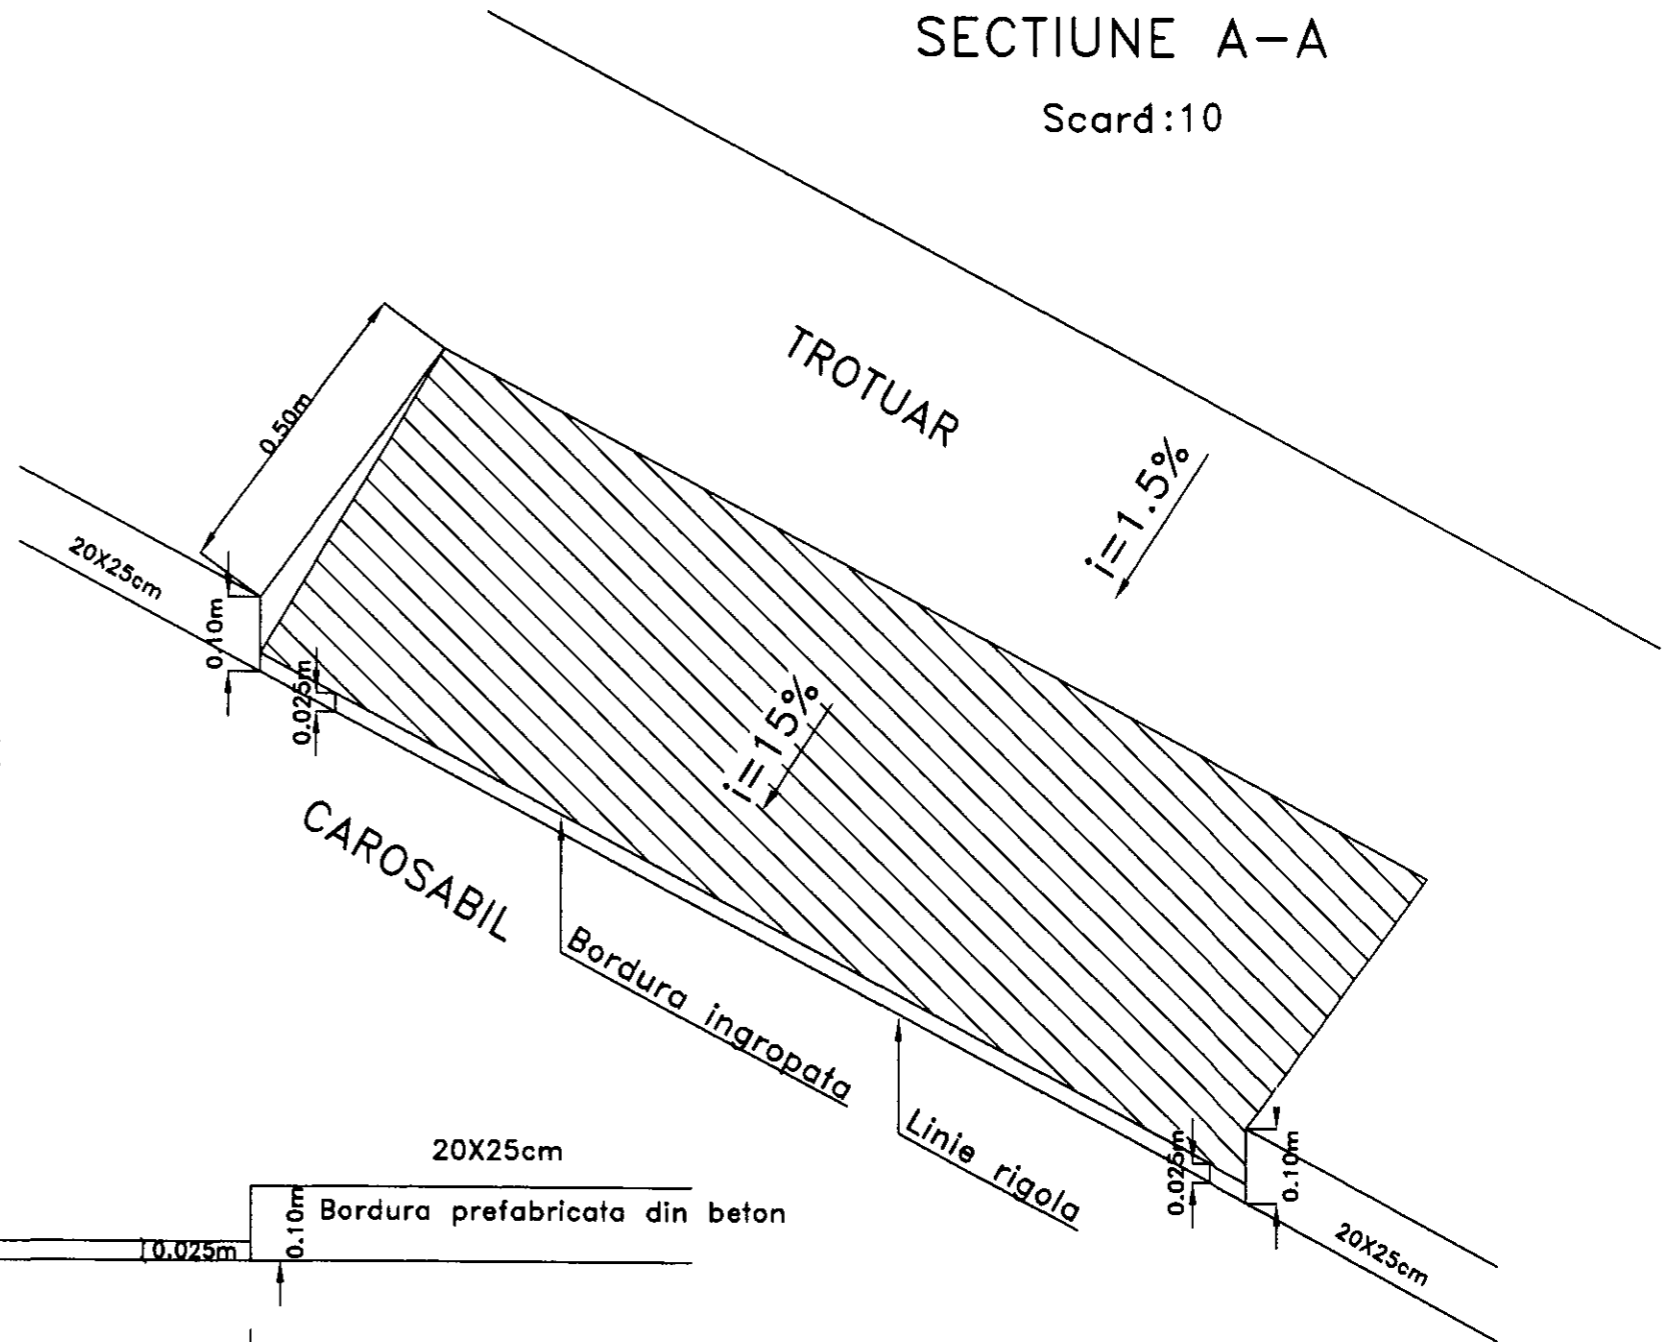 SECTIUNE A-A
Scară:10
TROTUAR
0.50m
i=1.5%
20X25cm
0.10m
0.025m
i=15%
CAROSABIL
Bordura ingropata
Linie rigola
0.025m
0.10m
20X25cm
20X25cm
Bordura prefabricata din beton
0.10m
0.025m